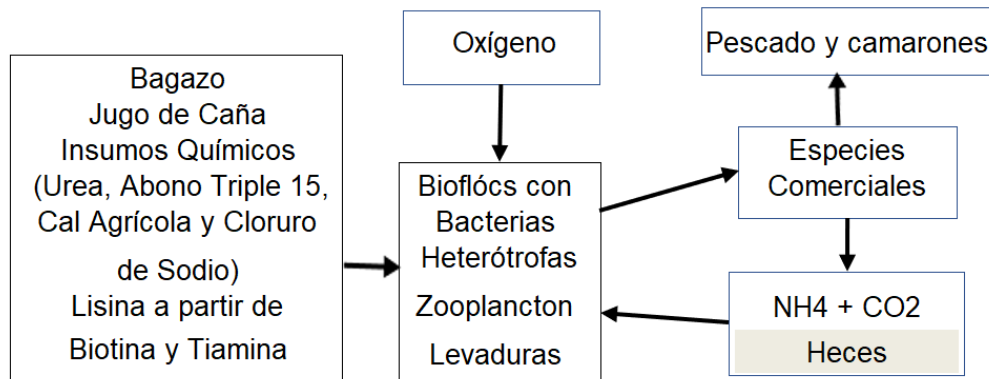 Bagazo
Jugo de Caña
Insumos Químicos
(Urea, Abono Triple 15,
Cal Agrícola y Cloruro
de Sodio)
Lisina a partir de
Biotina y Tiamina
Oxígeno
Bioflócs con
Bacterias
Heterótrofas
Zooplancton
Levaduras
Pescado y camarones
Especies
Comerciales
NH4 + CO2
Heces